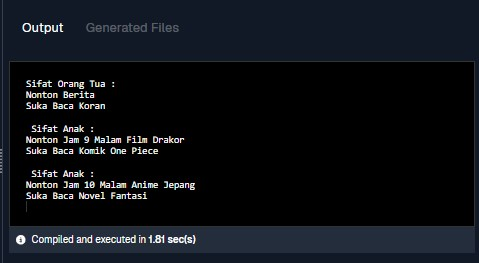 Output Generated Files
Sifat Orang Tua :
Nonton Berita
Suka Baca Koran
Sifat Anak :
Nonton Jam 9 Malam Film Drakor
Suka Baca Komik One Piece
Sifat Anak :
Nonton Jam 10 Malam Anime Jepang
Suka Baca Novel Fantasi
Compiled and executed in 1.81 sec(s)